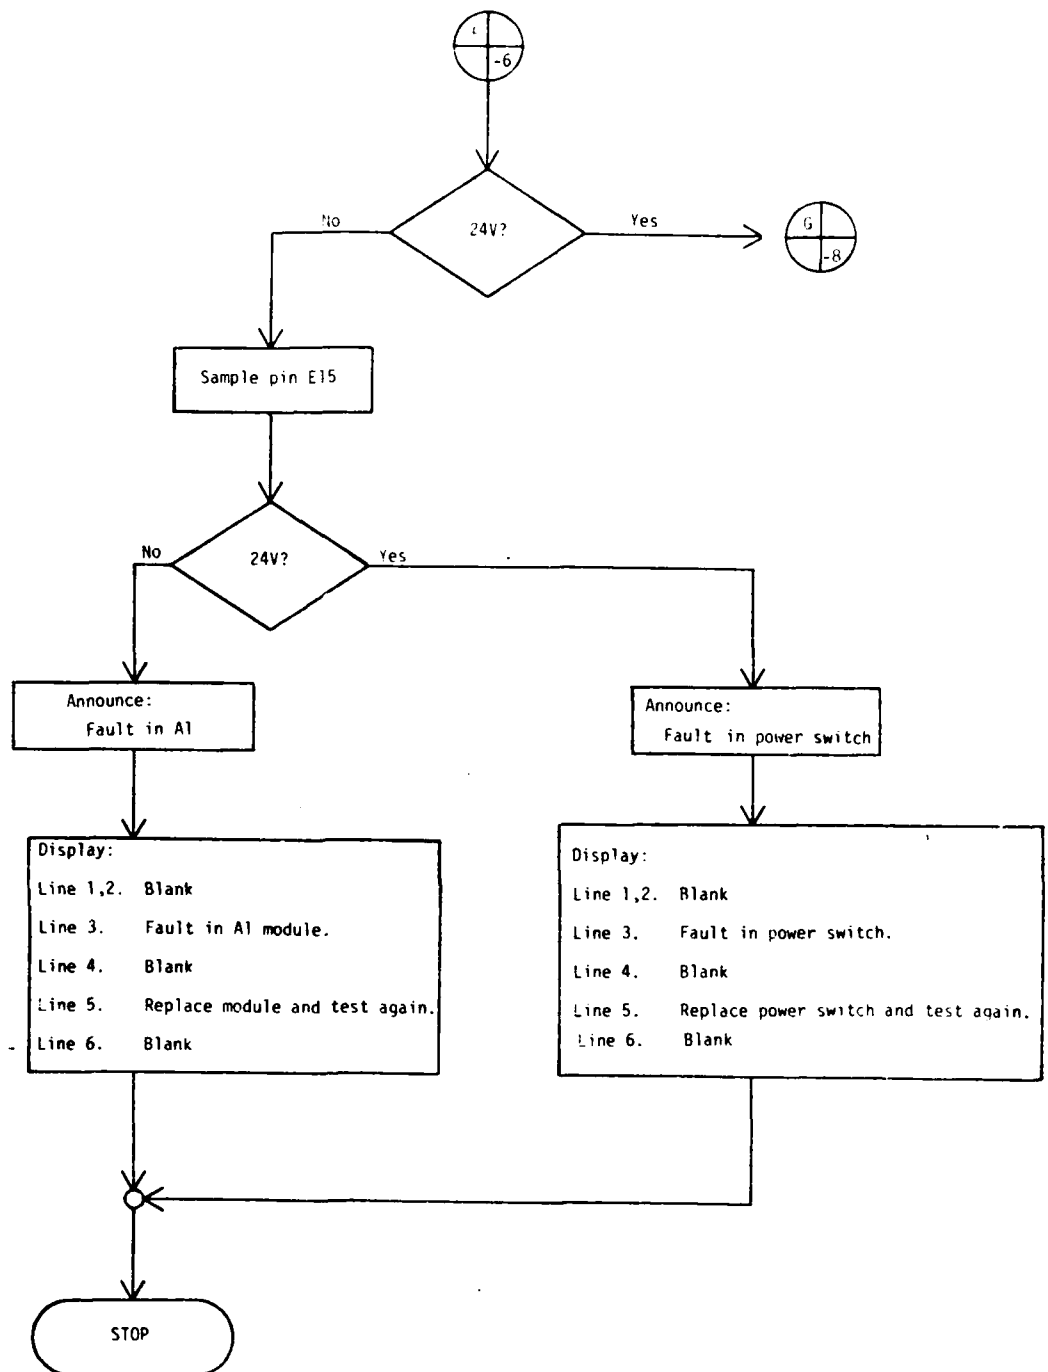 -6
24V?
No
Yes
G
-8
Sample pin E15
24V?
No
Yes
Announce:
Fault in A1
Announce:
Fault in power switch
Display:
Line 1,2. Blank
Line 3. Fault in A1 module.
Line 4. Blank
Line 5. Replace module and test again.
Line 6. Blank
Display:
Line 1,2. Blank
Line 3. Fault in power switch.
Line 4. Blank
Line 5. Replace power switch and test again.
Line 6. Blank
STOP